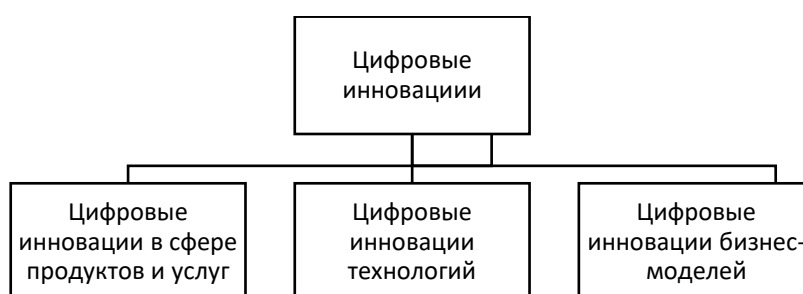 Цифровые
инновациии
Цифровые
инновации в сфере
продуктов и услуг
Цифровые
инновации
технологий
Цифровые
инновации бизнес-
моделей